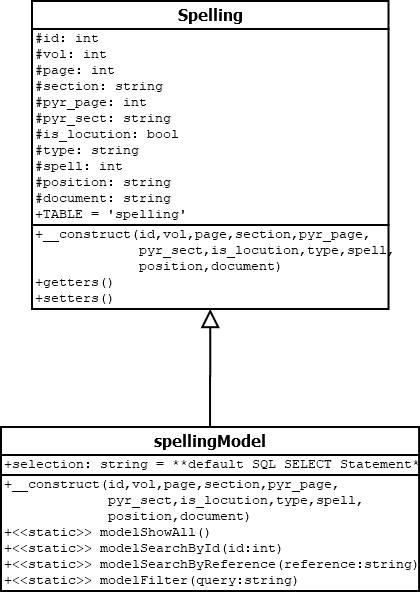 Spelling
#id: int
#vol: int
#page: int
#section: string
#pyr_page: int
#pyr_sect: string
#is_locution: bool
#type: string
#spell: int
#position: string
#document: string
+TABLE = 'spelling'
+__construct(id,vol,page,section,pyr_page,
pyr_sect,is_locution,type,spell,
position,document)
+getters()
+setters()
spellingModel
+selection: string = **default SQL SELECT Statement*
+__construct(id,vol,page,section,pyr_page,
pyr_sect,is_locution,type,spell,
position,document)
+<<static>> modelShowAll()
+<<static>> modelSearchById(id:int)
+<<static>> modelSearchByReference(reference:string)
+<<static>> modelFilter(query:string)